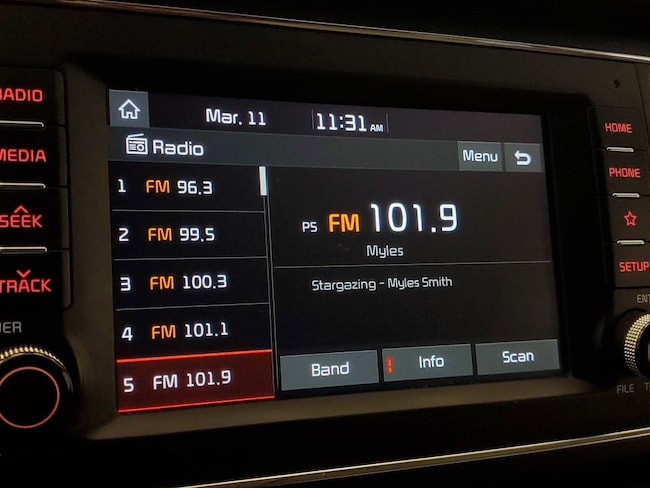 RADIO
MEDIA
SEEK
TRACK
Mar. 11 11:31 AM
Radio
Menu
1 FM 96.3
2 FM 99.5
3 FM 100.3
4 FM 101.1
5 FM 101.9
P5 FM 101.9
Myles
Stargazing - Myles Smith
Band
Info
Scan
HOME
PHONE
SETUP
FILE